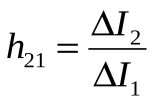 h₂₁ = ΔI₂ / ΔI₁